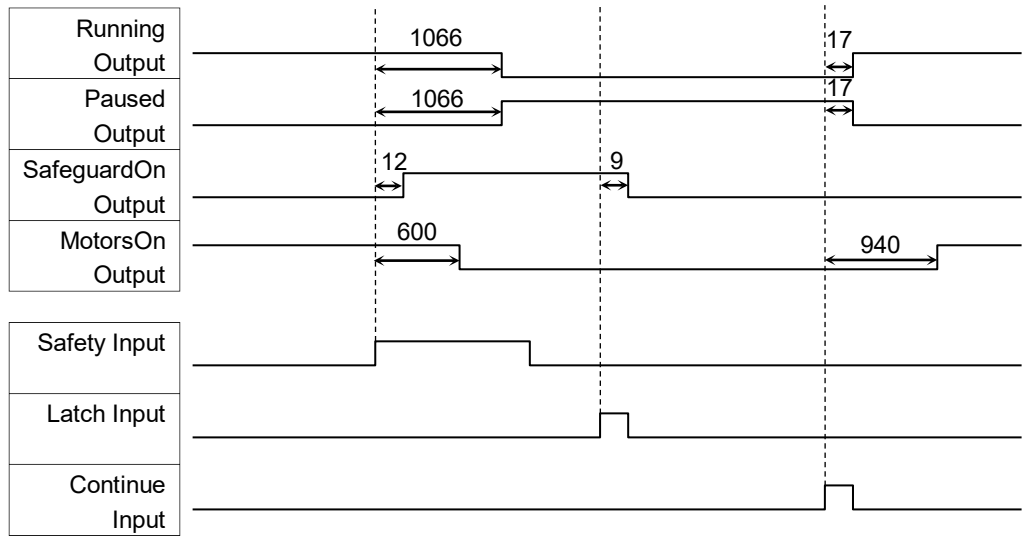 Running
Output
1066
17
Paused
Output
1066
17
SafeguardOn
Output
12
9
MotorsOn
Output
600
940
Safety Input
Latch Input
Continue
Input